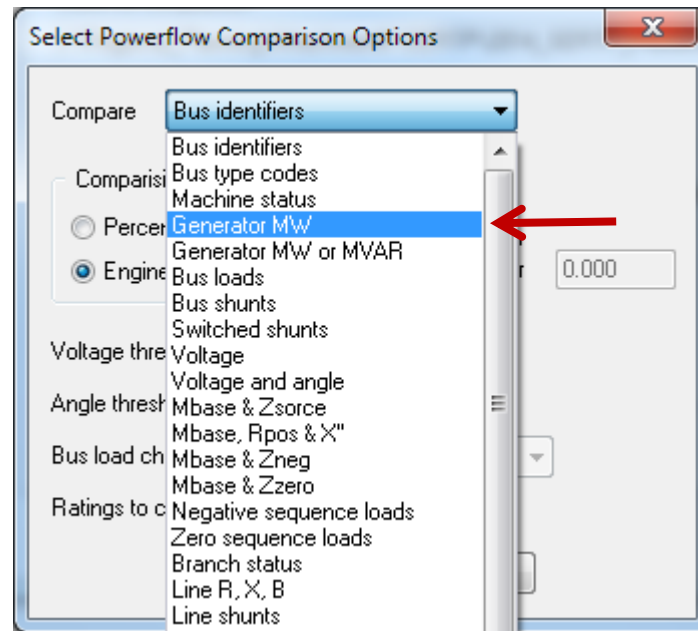 Select Powerflow Comparison Options
Compare
Bus identifiers
Bus identifiers
Bus type codes
Comparisi
Machine status
Percer
Generator MW
Generator MW or MVAR
Engine
Bus loads
r
0.000
Bus shunts
Switched shunts
Voltage thre
Voltage
Voltage and angle
Angle thresh
Mbase & Zsorce
Mbase, Rpos & X"
Bus load ch
Mbase & Zneg
Mbase & Zzero
Ratings to c
Negative sequence loads
Zero sequence loads
Branch status
Line R, X, B
Line shunts